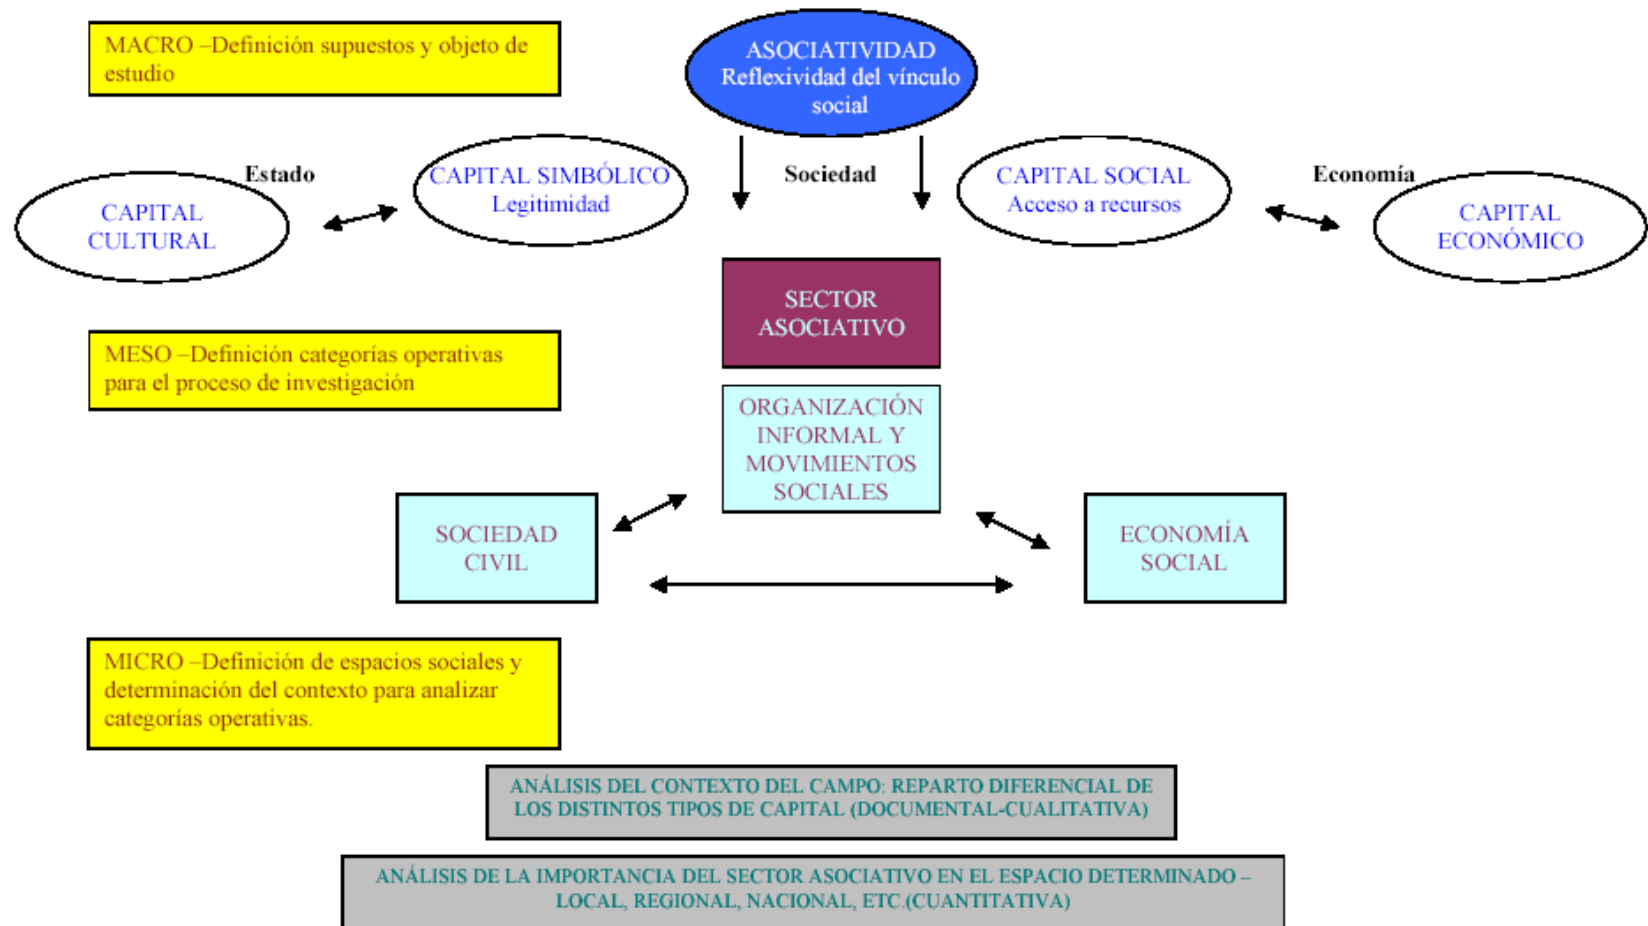 MACRO –Definición supuestos y objeto de
estudio
ASOCIATIVIDAD
Reflexividad del vínculo
social
Estado
Sociedad
Economía
CAPITAL
CULTURAL
CAPITAL SIMBÓLICO
Legitimidad
CAPITAL SOCIAL
Acceso a recursos
CAPITAL
ECONÓMICO
SECTOR
ASOCIATIVO
MESO –Definición categorías operativas
para el proceso de investigación
ORGANIZACIÓN
INFORMAL Y
MOVIMIENTOS
SOCIALES
SOCIEDAD
CIVIL
ECONOMÍA
SOCIAL
MICRO –Definición de espacios sociales y
determinación del contexto para analizar
categorías operativas.
ANÁLISIS DEL CONTEXTO DEL CAMPO: REPARTO DIFERENCIAL DE
LOS DISTINTOS TIPOS DE CAPITAL (DOCUMENTAL-CUALITATIVA)
ANÁLISIS DE LA IMPORTANCIA DEL SECTOR ASOCIATIVO EN EL ESPACIO DETERMINADO –
LOCAL, REGIONAL, NACIONAL, ETC.(CUANTITATIVA)